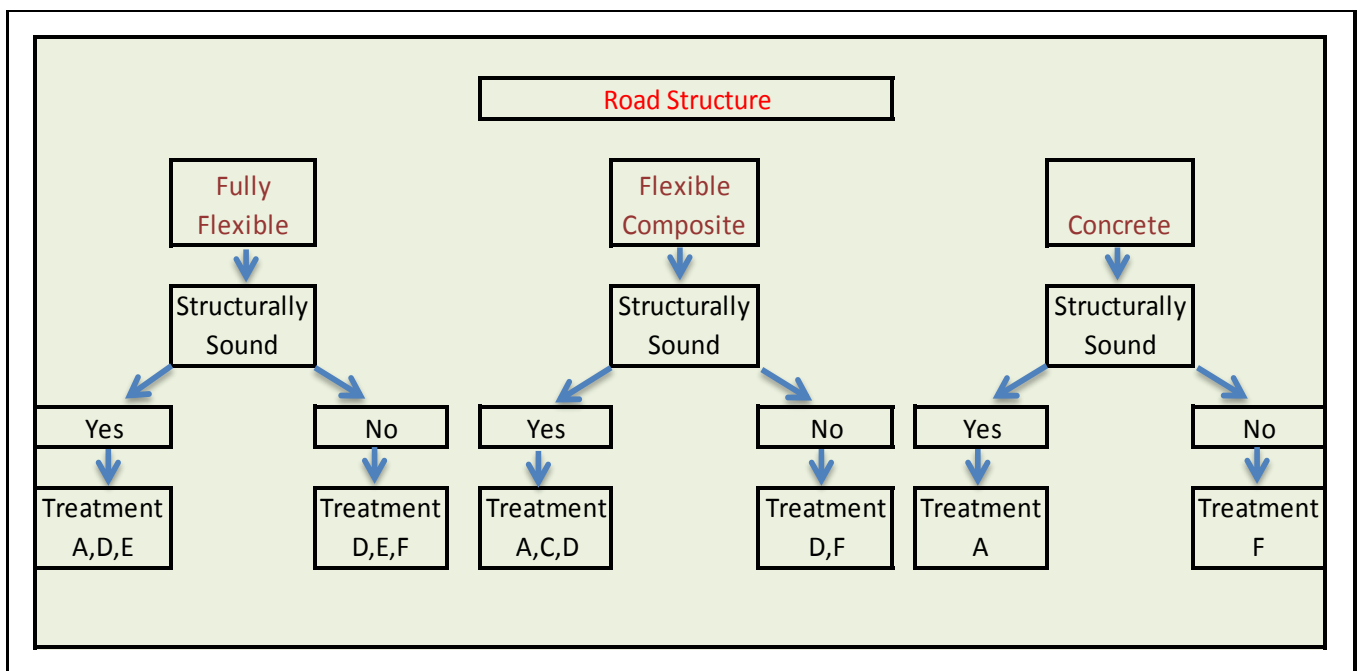 Road Structure
Fully
Flexible
Flexible
Composite
Concrete
Structurally
Sound
Structurally
Sound
Structurally
Sound
Yes
No
Yes
No
Yes
No
Treatment
A,D,E
Treatment
D,E,F
Treatment
A,C,D
Treatment
D,F
Treatment
A
Treatment
F